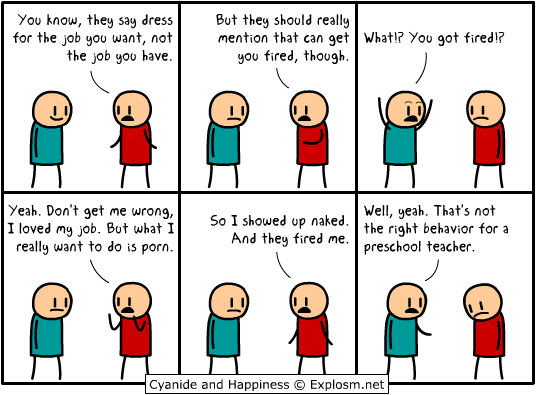 You know, they say dress
for the job you want, not
the job you have.
But they should really
mention that can get
you fired, though.
What!? You got fired!?
Yeah. Don't get me wrong,
I loved my job. But what I
really want to do is porn.
So I showed up naked.
And they fired me.
Well, yeah. That's not
the right behavior for a
preschool teacher.
Cyanide and Happiness © Explosm.net